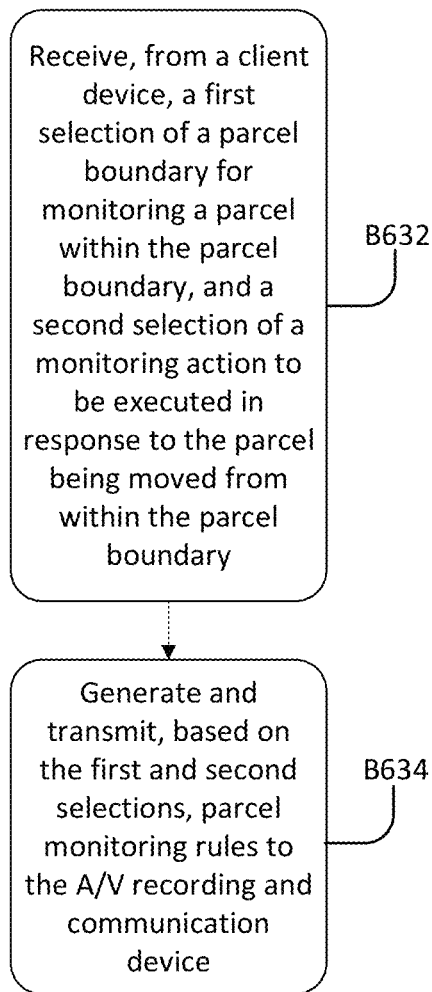 Receive, from a client
device, a first
selection of a parcel
boundary for
monitoring a parcel
within the parcel
boundary, and a
second selection of a
monitoring action to
be executed in
response to the parcel
being moved from
within the parcel
boundary
B632
Generate and
transmit, based on
the first and second
selections, parcel
monitoring rules to
the A/V recording and
communication
device
B634